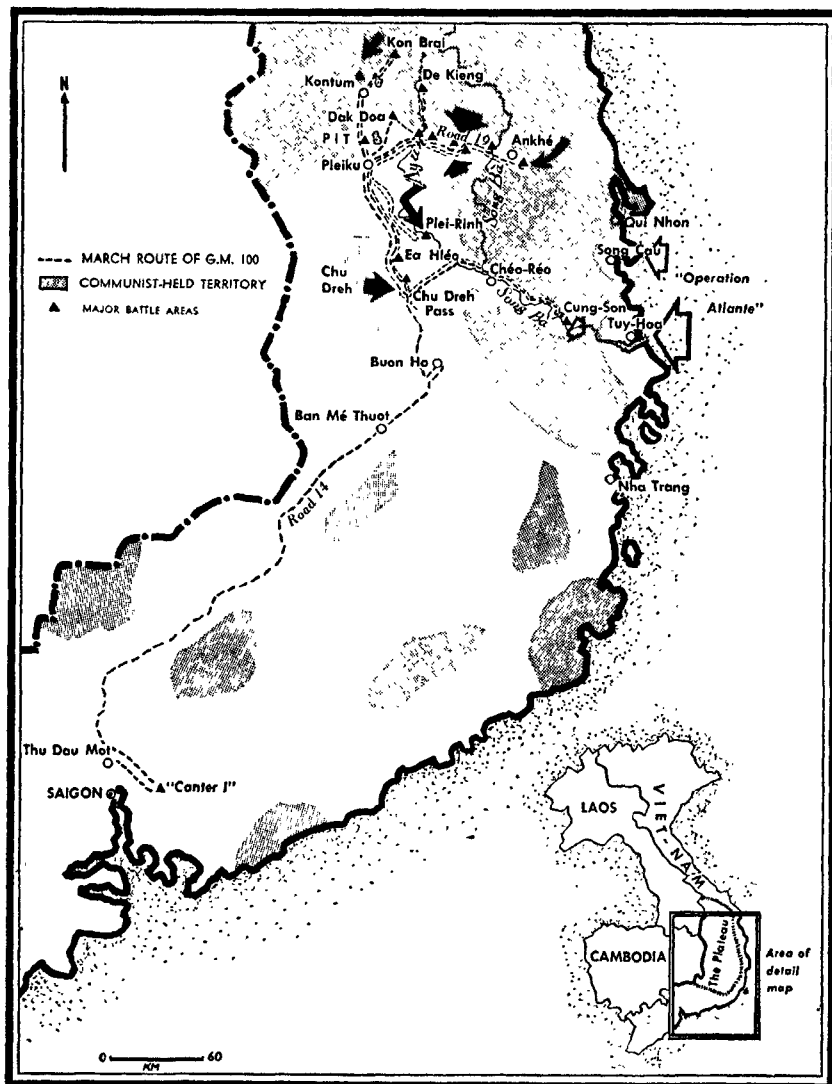 N
Kon Brai
Kontum
De Kieng
Dak Doa
PIT
Road 19
Ankhé
Pleiku
Aya
Song Ba
Plei-Rinh
Qui Nhon
Song Cau
Ea Hléo
Chéo-Réo
"Operation
Atlante"
MARCH ROUTE OF G.M. 100
COMMUNIST-HELD TERRITORY
MAJOR BATTLE AREAS
Chu
Dreh
Chu Dreh
Pass
Song Ba
Cung-Son
Tuy-Hoa
Buon Ho
Ban Mé Thuot
Road 14
Nha Trang
Thu Dau Mot
SAIGON
"Canter I"
LAOS
VIET-NAM
CAMBODIA
The Plateau
Area of
detail
map
0 60
KM